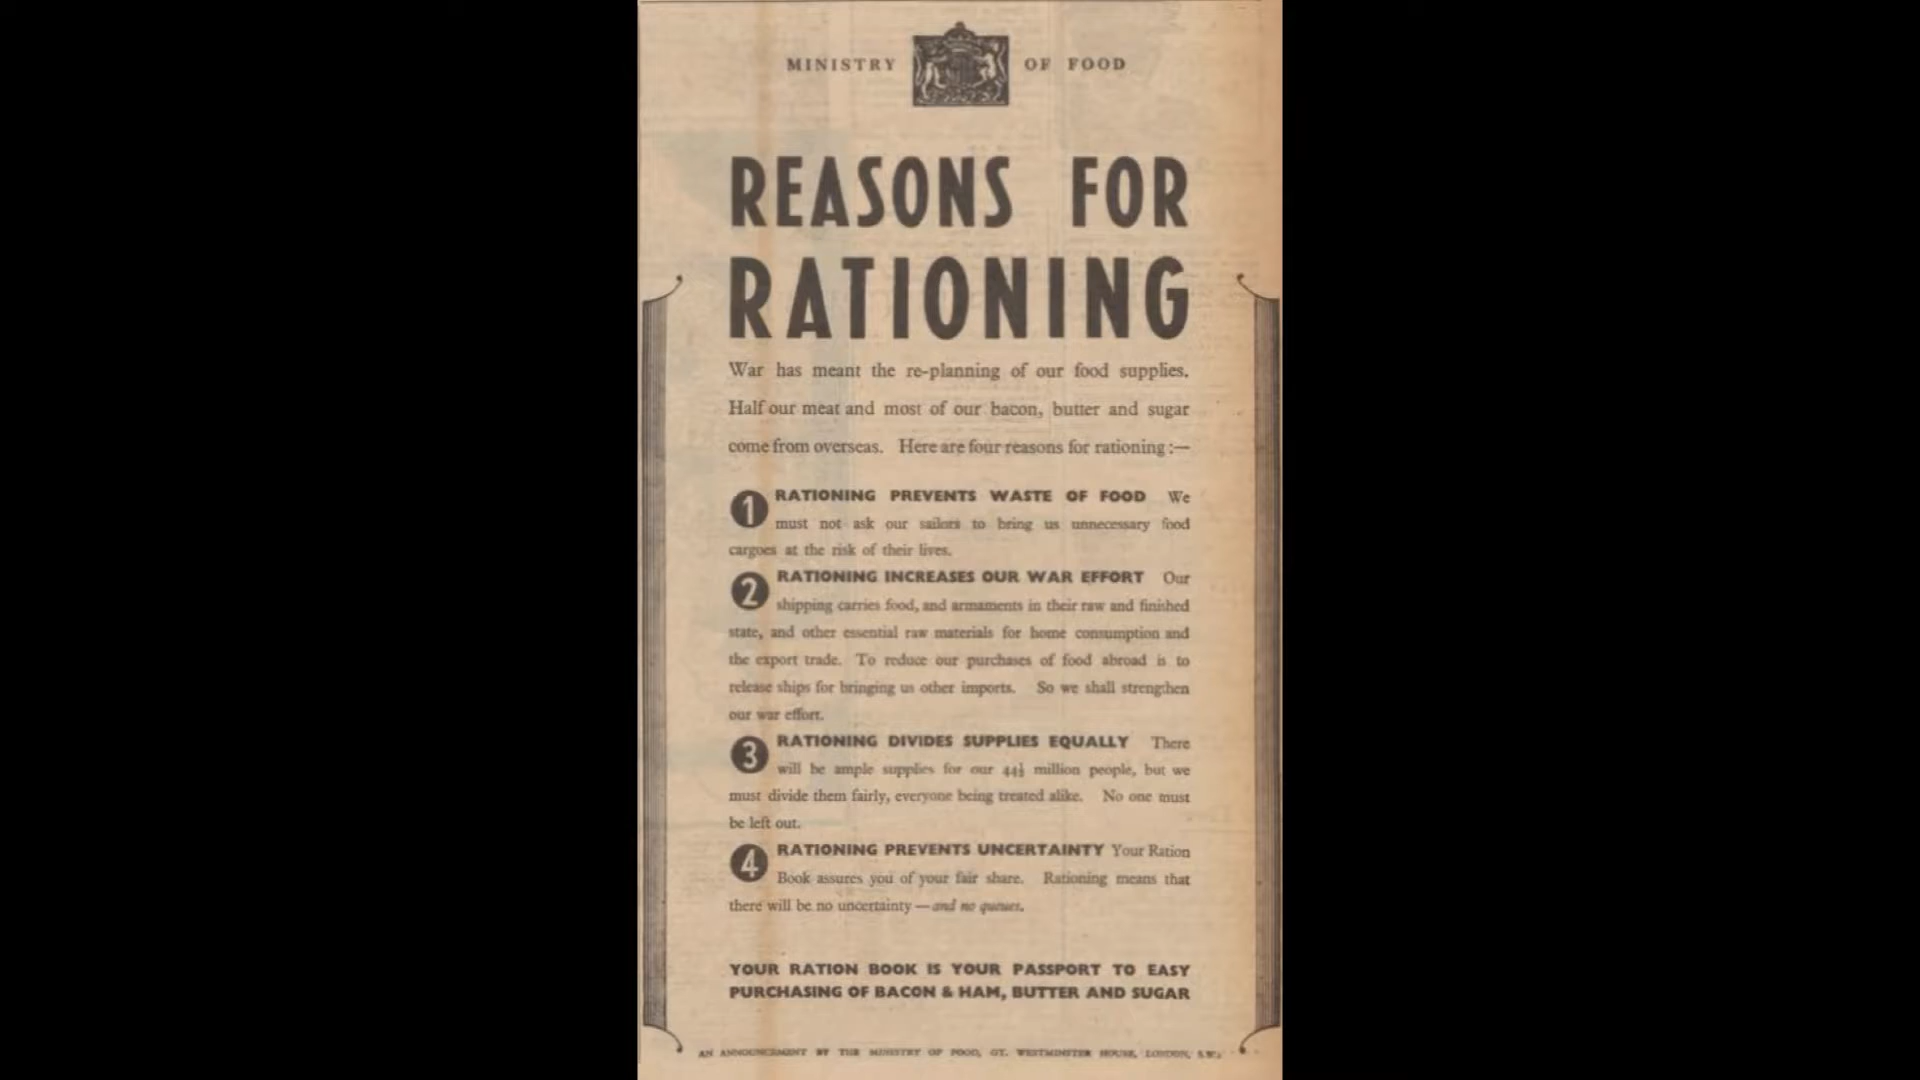 MINISTRY OF FOOD
REASONS FOR
RATIONING
War has meant the re-planning of our food supplies.
Half our meat and most of our bacon, butter and sugar
come from overseas. Here are four reasons for rationing :—
1 RATIONING PREVENTS WASTE OF FOOD We
must not ask our sailors to bring us unnecessary food
cargoes at the risk of their lives.
2 RATIONING INCREASES OUR WAR EFFORT Our
shipping carries food, and armaments in their raw and finished
state, and other essential raw materials for home consumption and
the export trade. To reduce our purchases of food abroad is to
release ships for bringing us other imports. So we shall strengthen
our war effort.
3 RATIONING DIVIDES SUPPLIES EQUALLY There
will be ample supplies for our 44½ million people, but we
must divide them fairly, everyone being treated alike. No one must
be left out.
4 RATIONING PREVENTS UNCERTAINTY Your Ration
Book assures you of your fair share. Rationing means that
there will be no uncertainty — and no queues.
YOUR RATION BOOK IS YOUR PASSPORT TO EASY
PURCHASING OF BACON & HAM, BUTTER AND SUGAR
AN ANNOUNCEMENT BY THE MINISTRY OF FOOD, GT. WESTMINSTER HOUSE, LONDON, S.W.1